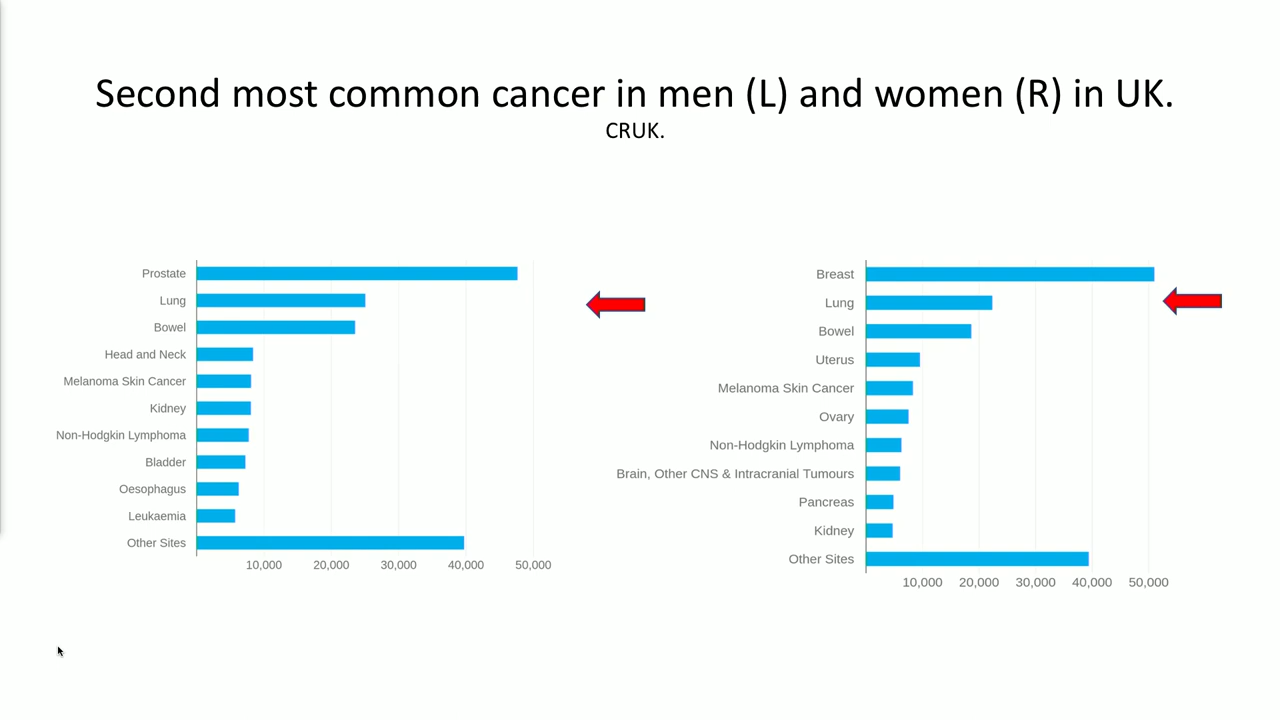 Second most common cancer in men (L) and women (R) in UK.
CRUK.
Prostate
Lung
Bowel
Head and Neck
Melanoma Skin Cancer
Kidney
Non-Hodgkin Lymphoma
Bladder
Oesophagus
Leukaemia
Other Sites
10,000 20,000 30,000 40,000 50,000
Breast
Lung
Bowel
Uterus
Melanoma Skin Cancer
Ovary
Non-Hodgkin Lymphoma
Brain, Other CNS & Intracranial Tumours
Pancreas
Kidney
Other Sites
10,000 20,000 30,000 40,000 50,000